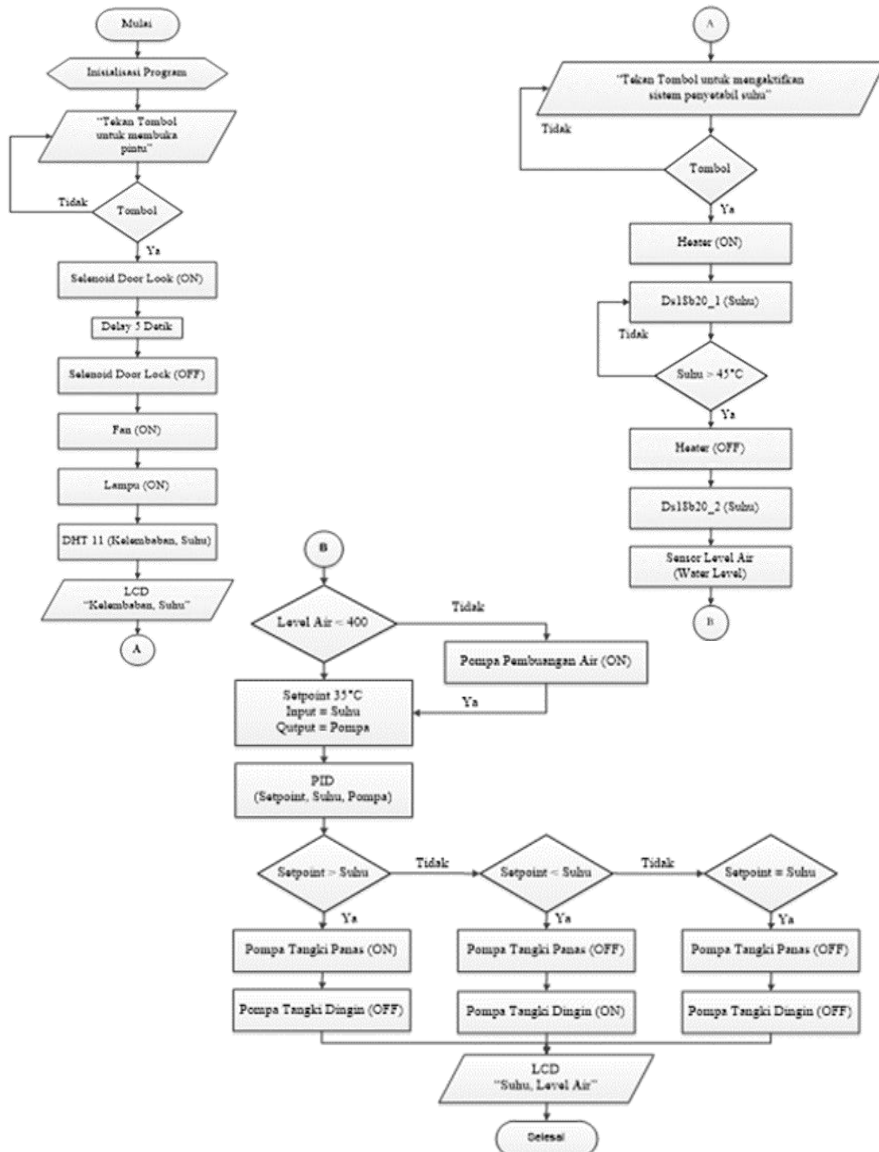 Mulai
Inisialisasi Program
"Tekan Tombol
untuk membuka
pintu"
Tidak
Tombol
Ya
Selenoid Door Look (ON)
Delay 5 Detik
Selenoid Door Lock (OFF)
Fan (ON)
Lampu (ON)
DHT 11 (Kelembaban, Suhu)
LCD
"Kelembaban, Suhu"
A
A
"Tekan Tombol untuk mengaktifkan
sistem penyetabil suhu"
Tidak
Tombol
Ya
Heater (ON)
Ds18b20_1 (Suhu)
Tidak
Suhu > 45°C
Ya
Heater (OFF)
Ds18b20_2 (Suhu)
Sensor Level Air
(Water Level)
B
B
Level Air < 400
Tidak
Pompa Pembuangan Air (ON)
Ya
Setpoint 35°C
Input = Suhu
Qutput = Pompa
PID
(Setpoint, Suhu, Pompa)
Setpoint > Suhu
Tidak
Setpoint < Suhu
Tidak
Setpoint = Suhu
Ya
Ya
Ya
Pompa Tangki Panas (ON)
Pompa Tangki Panas (OFF)
Pompa Tangki Panas (OFF)
Pompa Tangki Dingin (OFF)
Pompa Tangki Dingin (ON)
Pompa Tangki Dingin (OFF)
LCD
"Suhu, Level Air"
Selesai